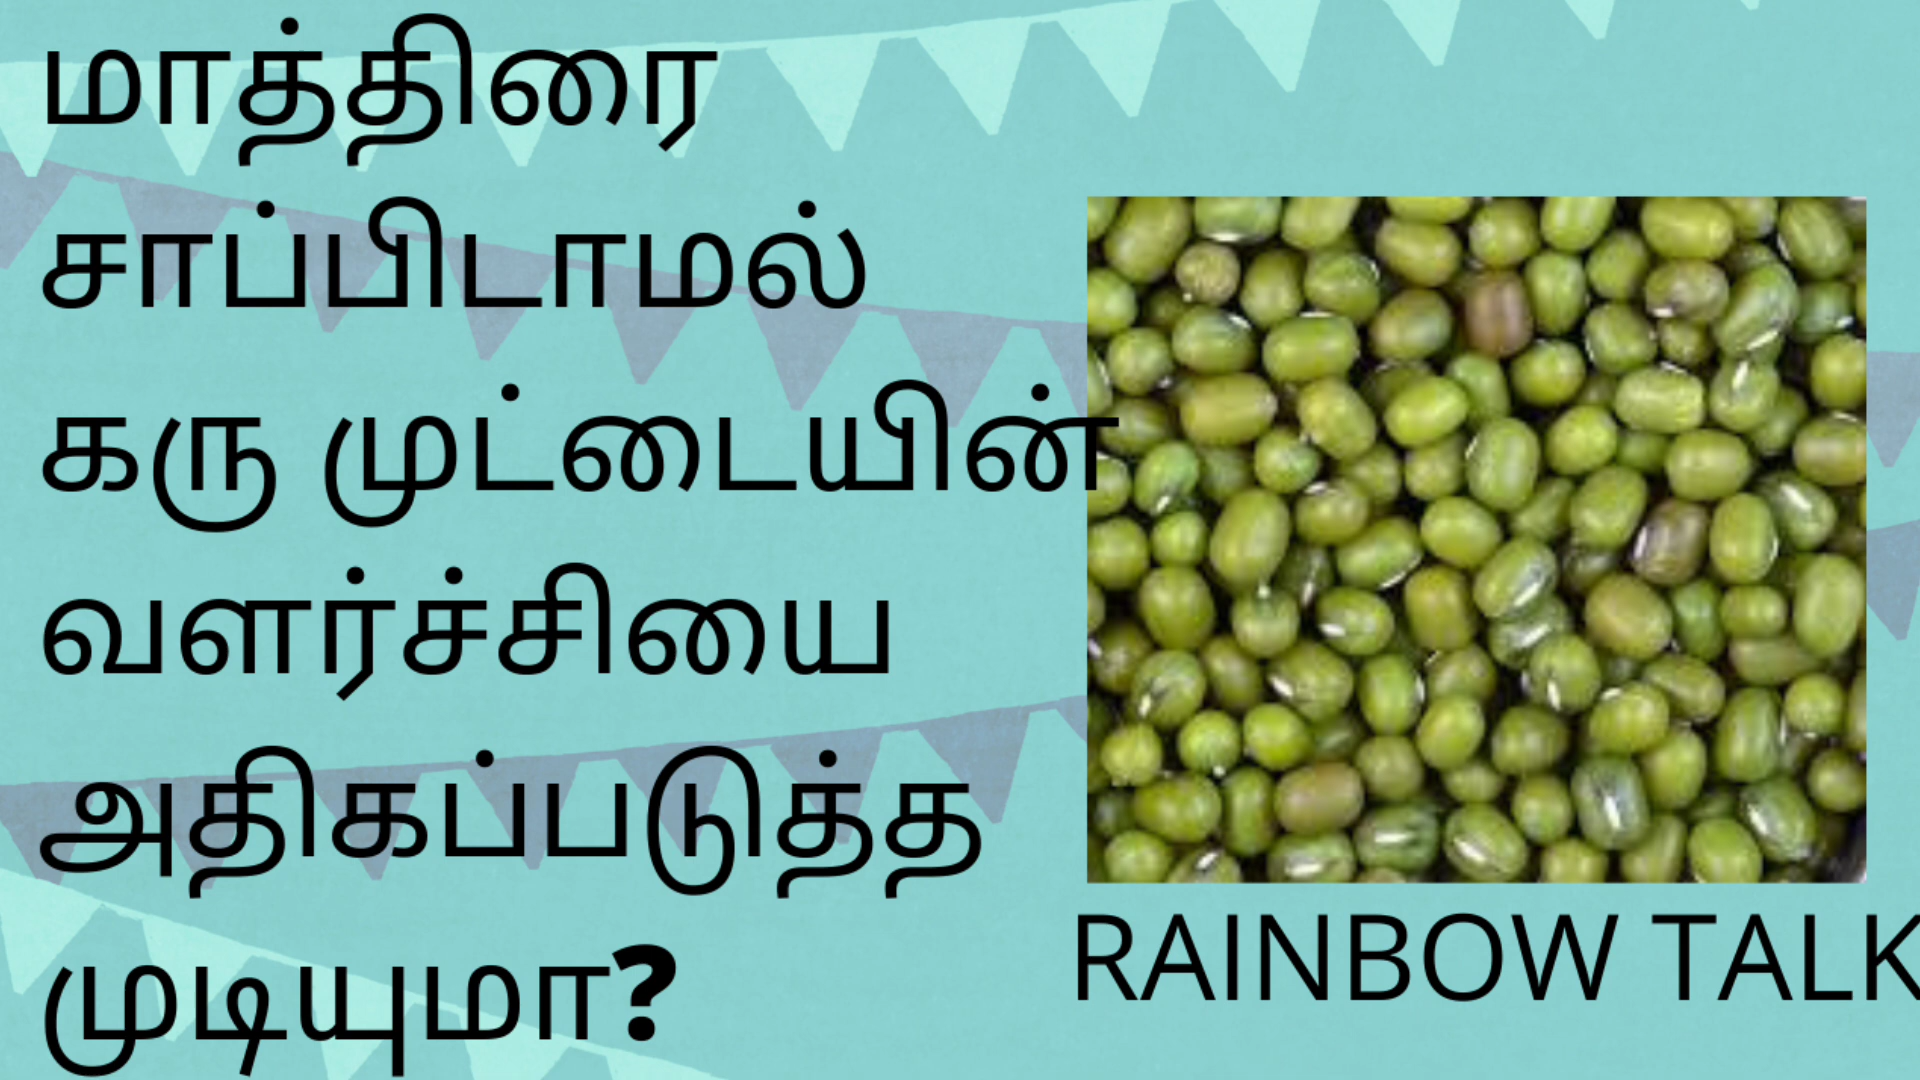 மாத்திரை
சாப்பிடாமல்
கரு முட்டையின்
வளர்ச்சியை
அதிகப்படுத்த
முடியுமா?
RAINBOW TALK